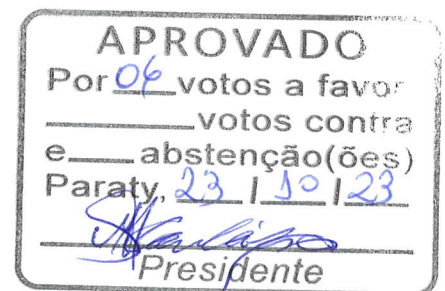 APROVADO
Por 06 votos a favor
votos contra
e abstenção(ões)
Paraty, 23 / 10 / 23
Presidente